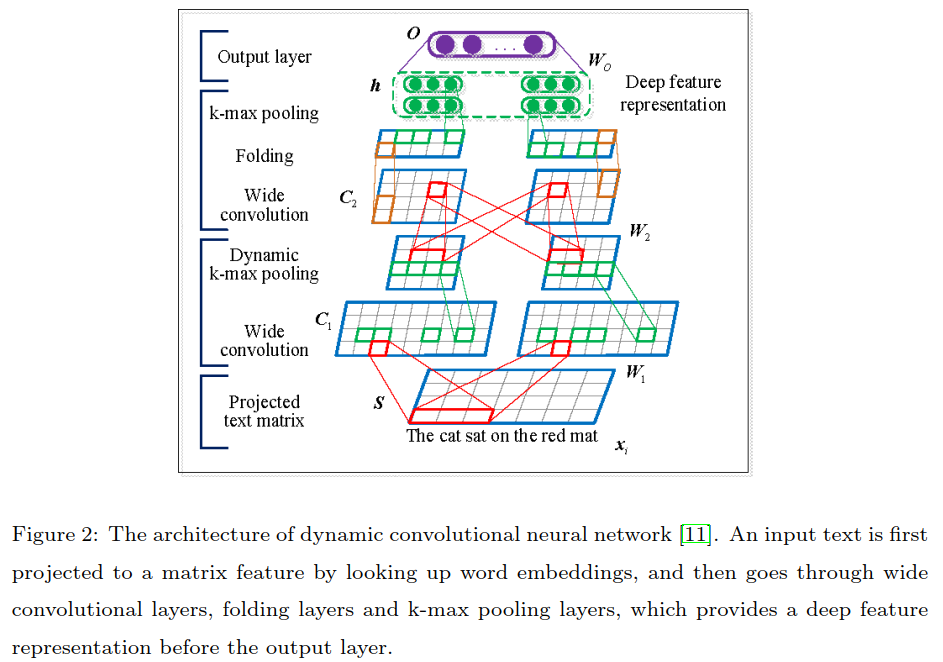 O
Output layer
W_O
h
Deep feature
representation
k-max pooling
Folding
Wide
convolution
C_2
W_2
Dynamic
k-max pooling
C_1
Wide
convolution
W_1
S
Projected
text matrix
The cat sat on the red mat
x_i
Figure 2: The architecture of dynamic convolutional neural network [11]. An input text is first
projected to a matrix feature by looking up word embeddings, and then goes through wide
convolutional layers, folding layers and k-max pooling layers, which provides a deep feature
representation before the output layer.